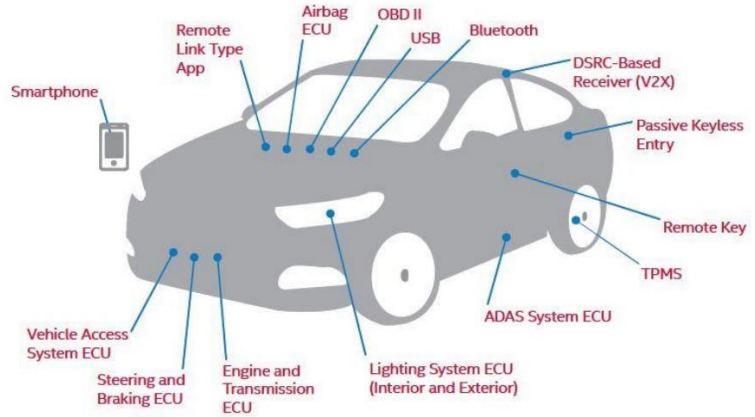 Airbag
ECU
OBD II
Remote
Link Type
App
USB
Bluetooth
DSRC-Based
Receiver (V2X)
Smartphone
Passive Keyless
Entry
Remote Key
TPMS
ADAS System ECU
Vehicle Access
System ECU
Steering and
Braking ECU
Engine and
Transmission
ECU
Lighting System ECU
(Interior and Exterior)